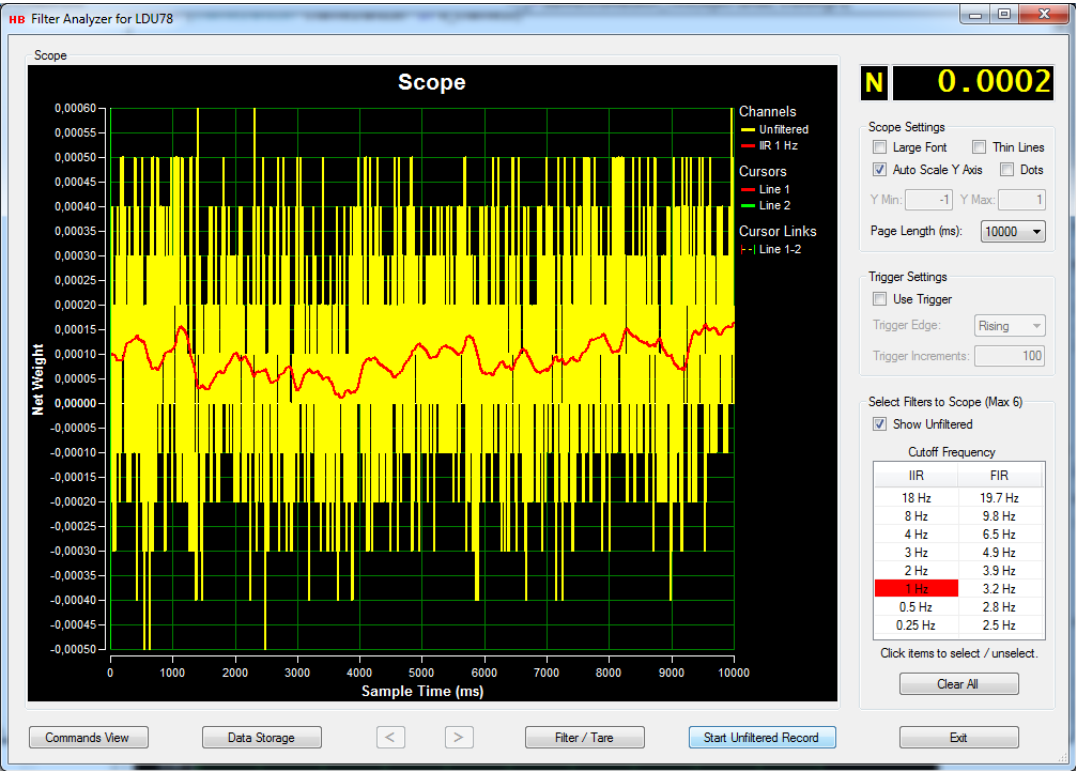 HB Filter Analyzer for LDU78
Scope
Scope
0,00060
0,00055
0,00050
0,00045
0,00040
0,00035
0,00030
0,00025
0,00020
0,00015
0,00010
0,00005
0,00000
-0,00005
-0,00010
-0,00015
-0,00020
-0,00025
-0,00030
-0,00035
-0,00040
-0,00045
-0,00050
Net Weight
0 1000 2000 3000 4000 5000 6000 7000 8000 9000 10000
Sample Time (ms)
Channels
Unfiltered
IIR 1 Hz
Cursors
Line 1
Line 2
Cursor Links
Line 1-2
N 0.0002
Scope Settings
Large Font Thin Lines
Auto Scale Y Axis Dots
Y Min: -1 Y Max: 1
Page Length (ms): 10000
Trigger Settings
Use Trigger
Trigger Edge: Rising
Trigger Increments: 100
Select Filters to Scope (Max 6)
Show Unfiltered
Cutoff Frequency
IIR FIR
18 Hz 19.7 Hz
8 Hz 9.8 Hz
4 Hz 6.5 Hz
3 Hz 4.9 Hz
2 Hz 3.9 Hz
1 Hz 3.2 Hz
0.5 Hz 2.8 Hz
0.25 Hz 2.5 Hz
Click items to select / unselect.
Clear All
Commands View Data Storage < > Filter / Tare Start Unfiltered Record Exit